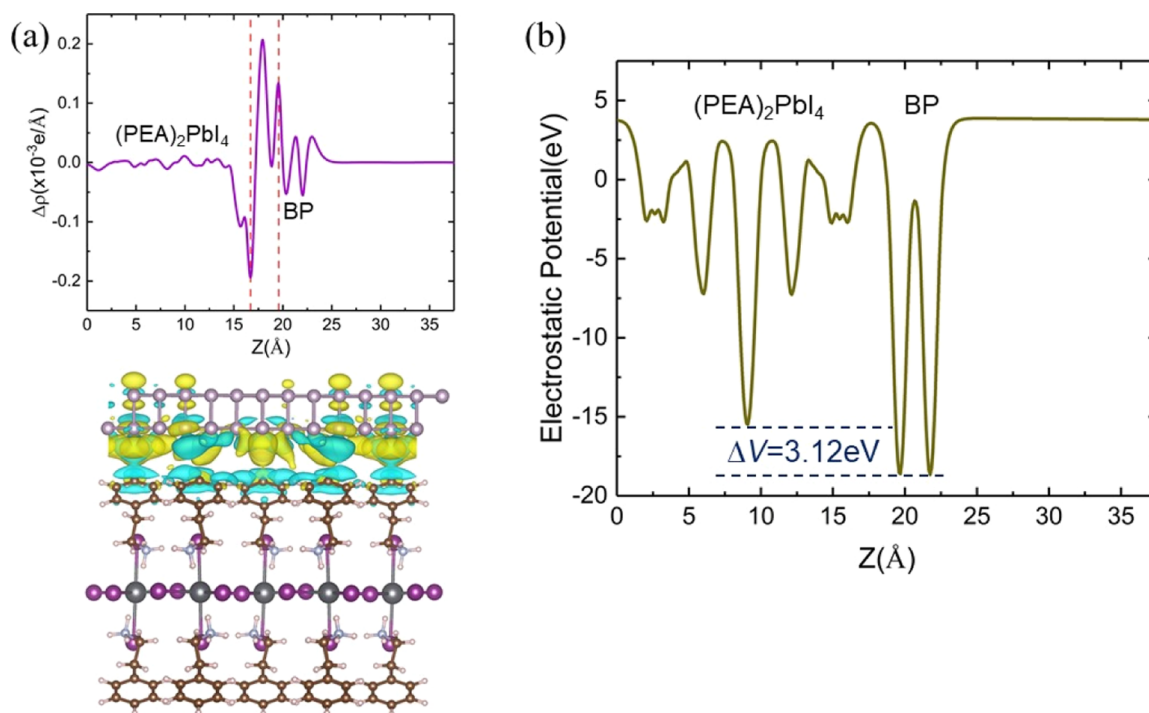 (a)
0.2
0.1
0.0
-0.1
-0.2
Δρ(x10⁻³e/Å)
(PEA)₂PbI₄
BP
0 5 10 15 20 25 30 35
Z(Å)
(b)
5
0
-5
-10
-15
-20
Electrostatic Potential(eV)
(PEA)₂PbI₄ BP
ΔV=3.12eV
0 5 10 15 20 25 30 35
Z(Å)